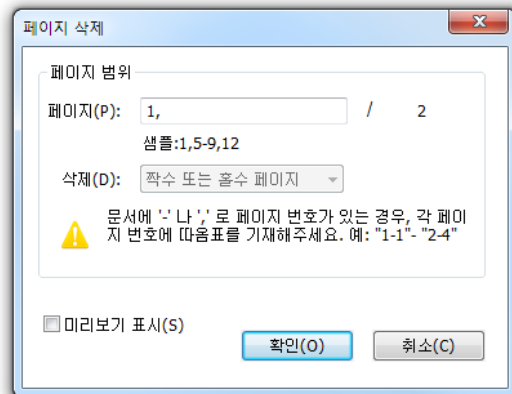 페이지 삭제
페이지 범위
페이지(P): 1, / 2
샘플:1,5-9,12
삭제(D): 짝수 또는 홀수 페이지
문서에 '-' 나 ',' 로 페이지 번호가 있는 경우, 각 페이
지 번호에 따옴표를 기재해주세요. 예: "1-1"- "2-4"
미리보기 표시(S)
확인(O) 취소(C)